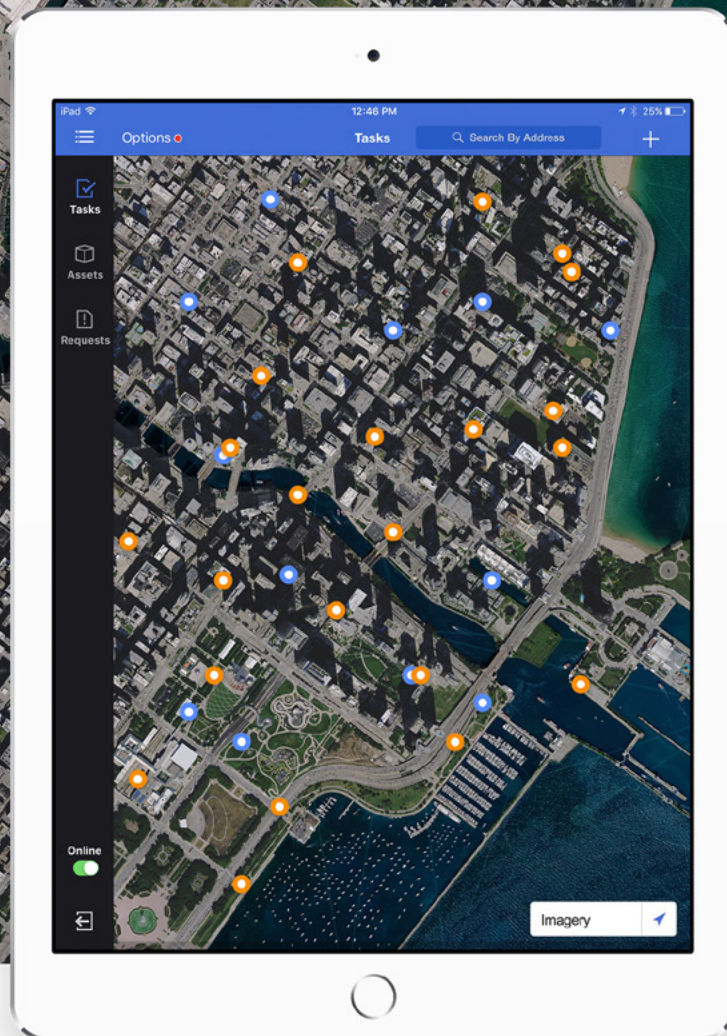 iPad 12:46 PM 25%
Options Tasks Search By Address
Tasks
Assets
Requests
Online
Imagery